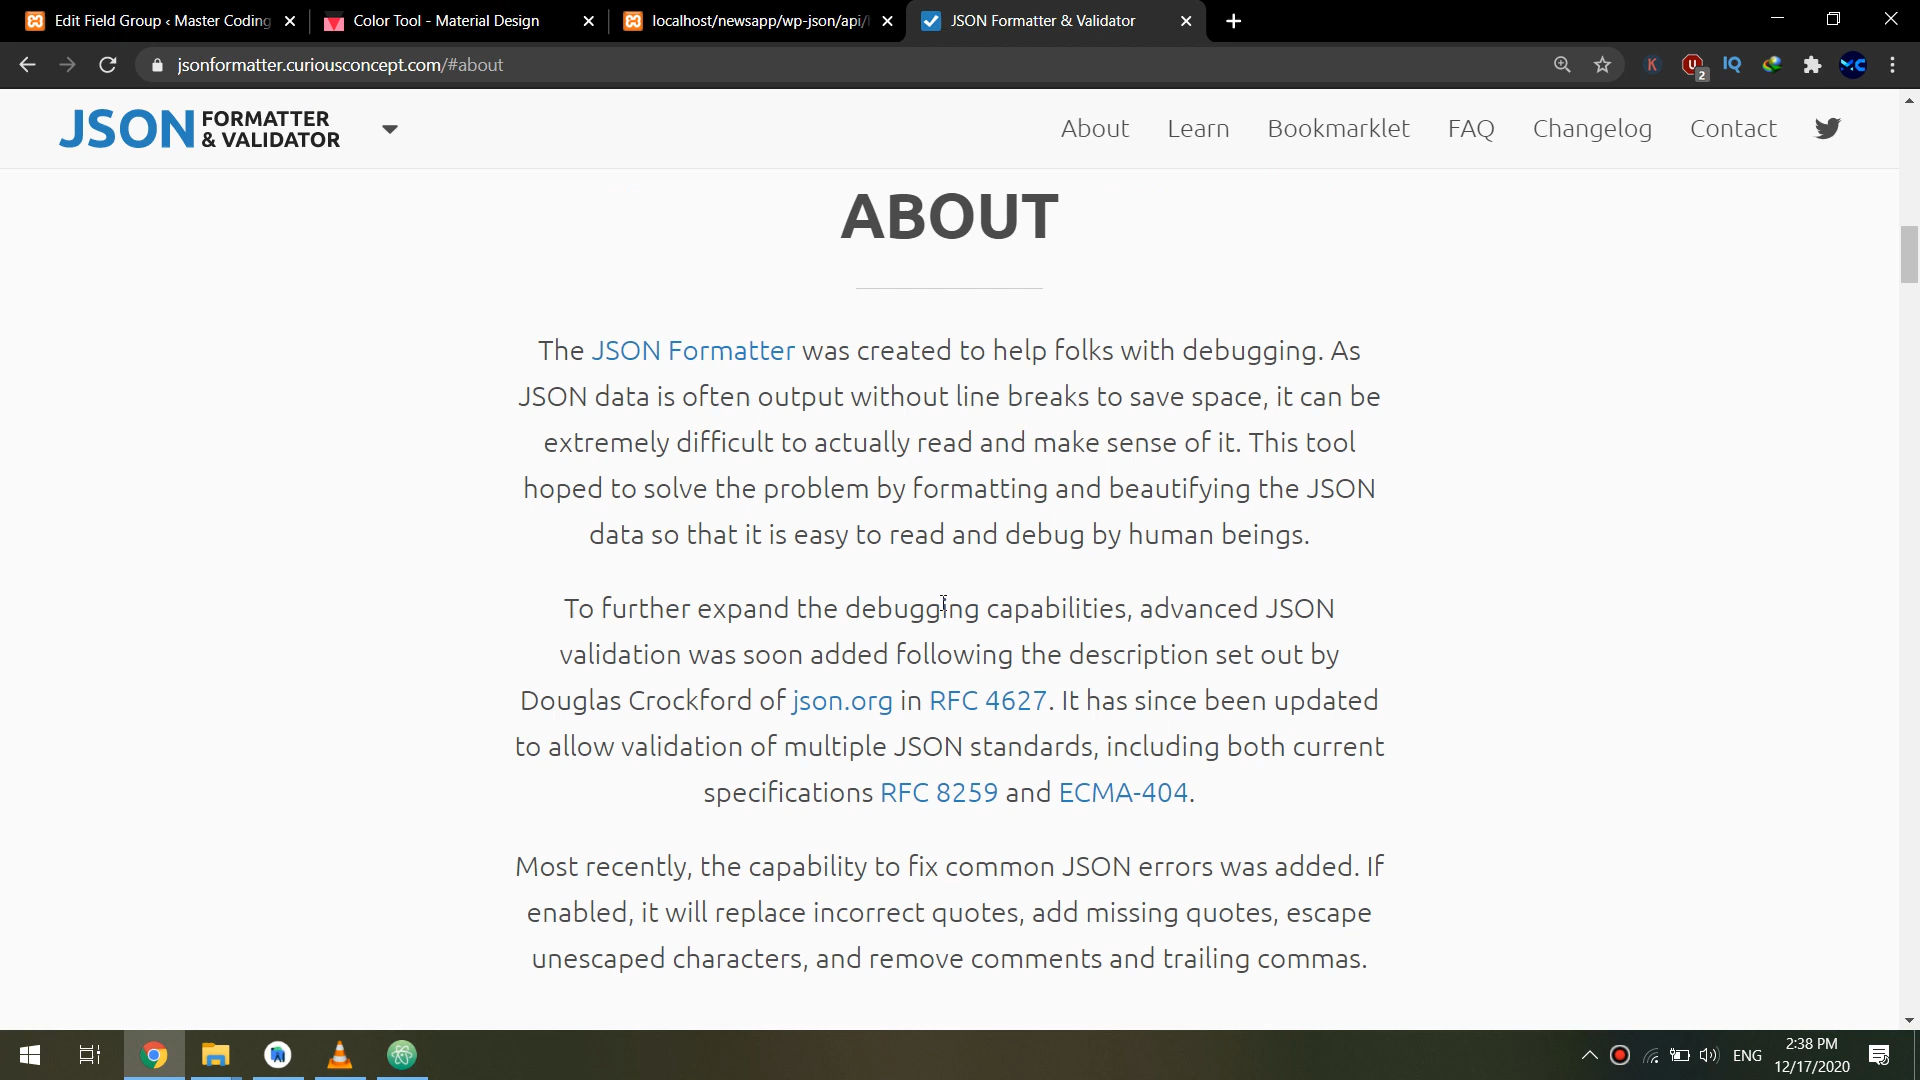 Edit Field Group ‹ Master Coding
Color Tool - Material Design
localhost/newsapp/wp-json/api/
JSON Formatter & Validator
jsonformatter.curiousconcept.com/#about
K
2
IQ
JSON FORMATTER & VALIDATOR
About
Learn
Bookmarklet
FAQ
Changelog
Contact
ABOUT
The JSON Formatter was created to help folks with debugging. As
JSON data is often output without line breaks to save space, it can be
extremely difficult to actually read and make sense of it. This tool
hoped to solve the problem by formatting and beautifying the JSON
data so that it is easy to read and debug by human beings.
To further expand the debugging capabilities, advanced JSON
validation was soon added following the description set out by
Douglas Crockford of json.org in RFC 4627. It has since been updated
to allow validation of multiple JSON standards, including both current
specifications RFC 8259 and ECMA-404.
Most recently, the capability to fix common JSON errors was added. If
enabled, it will replace incorrect quotes, add missing quotes, escape
unescaped characters, and remove comments and trailing commas.
ENG
2:38 PM
12/17/2020